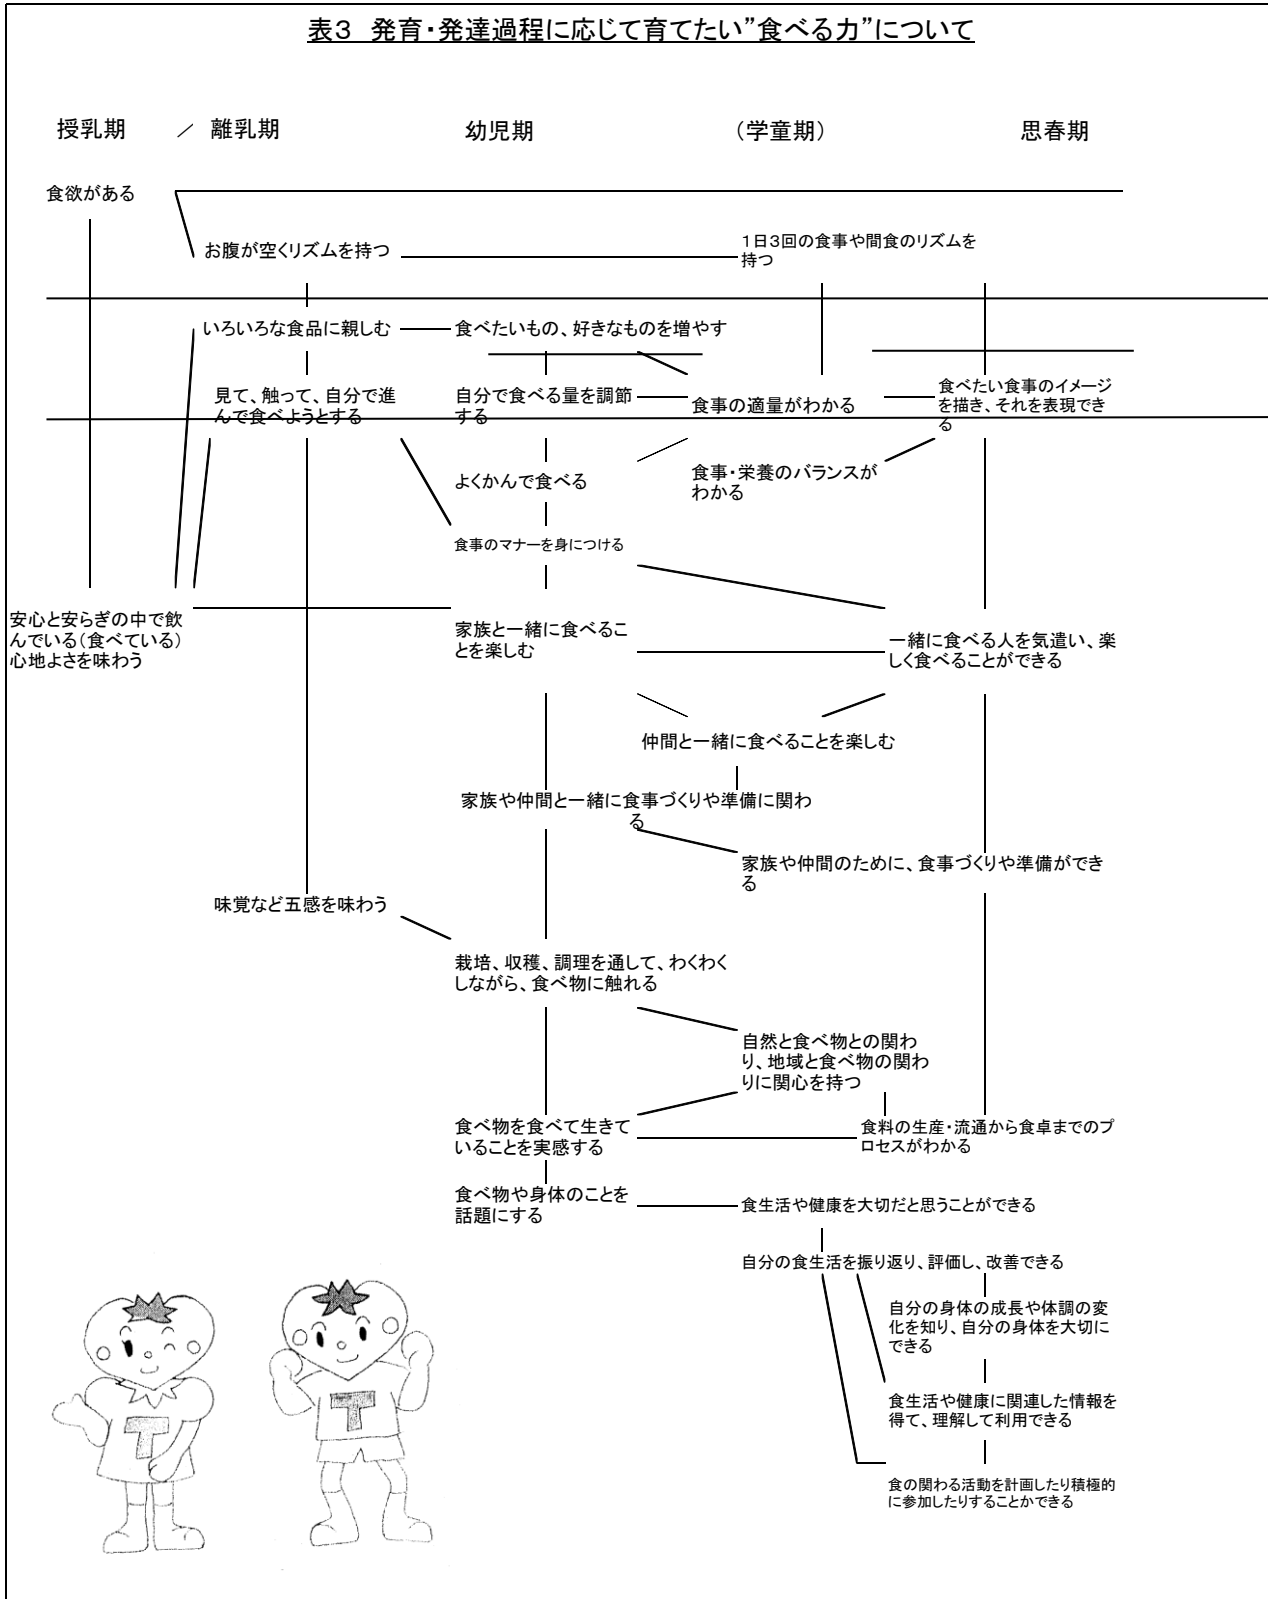 表３ 発育・発達過程に応じて育てたい”食べる力”について
授乳期 ／ 離乳期 幼児期 （学童期） 思春期
食欲がある
お腹が空くリズムを持つ
１日３回の食事や間食のリズムを
持つ
いろいろな食品に親しむ
食べたいもの、好きなものを増やす
見て、触って、自分で進
んで食べようとする
自分で食べる量を調節
する
食事の適量がわかる
食べたい食事のイメージ
を描き、それを表現でき
る
よくかんで食べる
食事・栄養のバランスが
わかる
食事のマナーを身につける
安心と安らぎの中で飲
んでいる（食べている）
心地よさを味わう
家族と一緒に食べるこ
とを楽しむ
一緒に食べる人を気遣い、楽
しく食べることができる
仲間と一緒に食べることを楽しむ
家族や仲間と一緒に食事づくりや準備に関わ
る
家族や仲間のために、食事づくりや準備ができ
る
味覚など五感を味わう
栽培、収穫、調理を通して、わくわく
しながら、食べ物に触れる
自然と食べ物との関わ
り、地域と食べ物の関わ
りに関心を持つ
食べ物を食べて生きて
いることを実感する
食料の生産・流通から食卓までのプ
ロセスがわかる
食べ物や身体のことを
話題にする
食生活や健康を大切だと思うことができる
自分の食生活を振り返り、評価し、改善できる
自分の身体の成長や体調の変
化を知り、自分の身体を大切に
できる
食生活や健康に関連した情報を
得て、理解して利用できる
食の関わる活動を計画したり積極的
に参加したりすることかできる
T
T